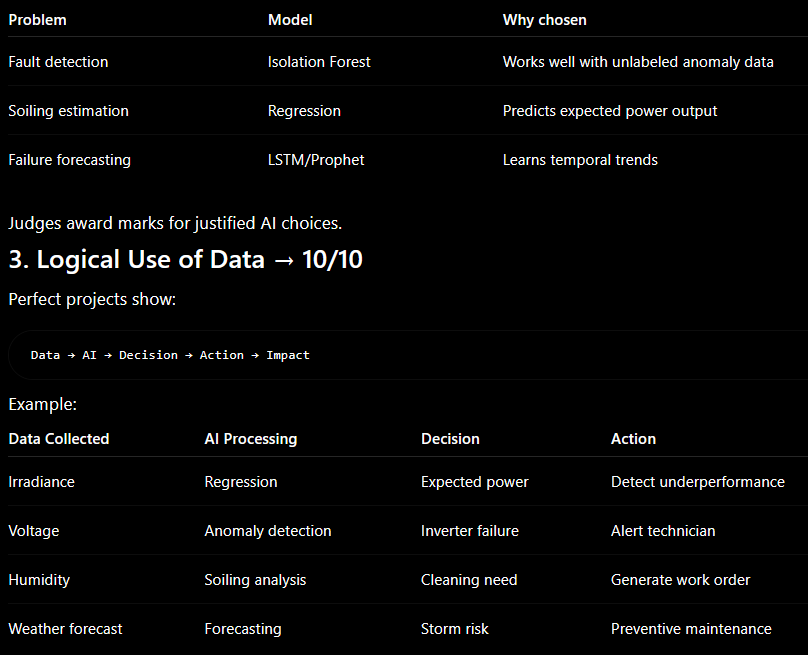 Problem Model Why chosen
Fault detection Isolation Forest Works well with unlabeled anomaly data
Soiling estimation Regression Predicts expected power output
Failure forecasting LSTM/Prophet Learns temporal trends
Judges award marks for justified AI choices.
3. Logical Use of Data → 10/10
Perfect projects show:
Data → AI → Decision → Action → Impact
Example:
Data Collected AI Processing Decision Action
Irradiance Regression Expected power Detect underperformance
Voltage Anomaly detection Inverter failure Alert technician
Humidity Soiling analysis Cleaning need Generate work order
Weather forecast Forecasting Storm risk Preventive maintenance